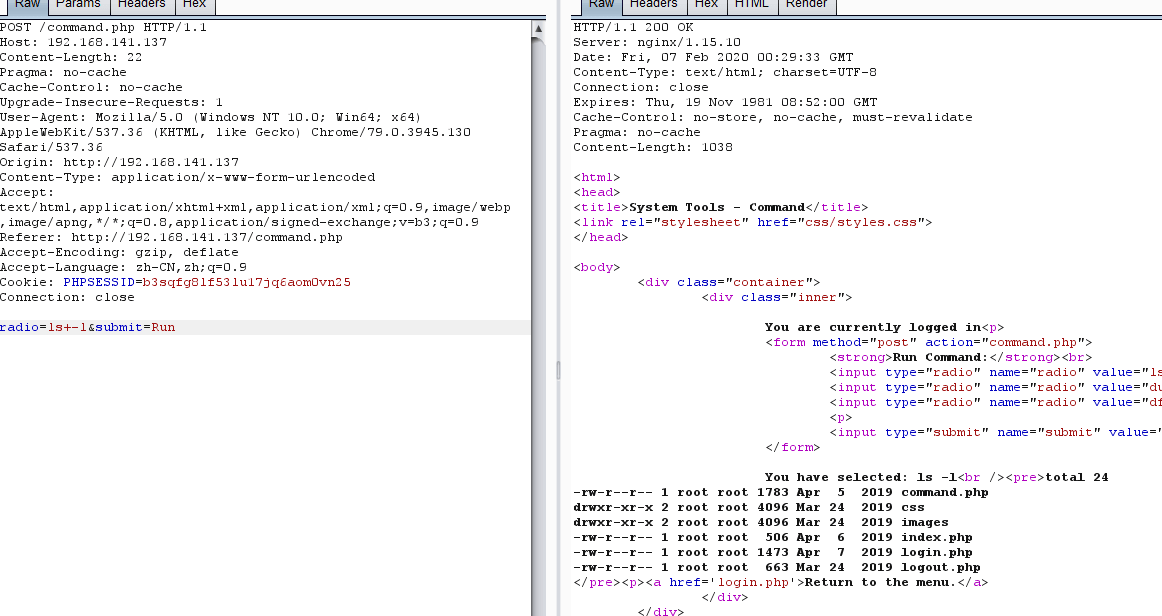 Raw Params Headers Hex
POST /command.php HTTP/1.1
Host: 192.168.141.137
Content-Length: 22
Pragma: no-cache
Cache-Control: no-cache
Upgrade-Insecure-Requests: 1
User-Agent: Mozilla/5.0 (Windows NT 10.0; Win64; x64)
AppleWebKit/537.36 (KHTML, like Gecko) Chrome/79.0.3945.130
Safari/537.36
Origin: http://192.168.141.137
Content-Type: application/x-www-form-urlencoded
Accept:
text/html,application/xhtml+xml,application/xml;q=0.9,image/webp
,image/apng,*/*;q=0.8,application/signed-exchange;v=b3;q=0.9
Referer: http://192.168.141.137/command.php
Accept-Encoding: gzip, deflate
Accept-Language: zh-CN,zh;q=0.9
Cookie: PHPSESSID=b3sqfg8lf53lu17jq6aom0vn25
Connection: close
radio=ls+-l&submit=Run
Raw Headers Hex HTML Render
HTTP/1.1 200 OK
Server: nginx/1.15.10
Date: Fri, 07 Feb 2020 00:29:33 GMT
Content-Type: text/html; charset=UTF-8
Connection: close
Expires: Thu, 19 Nov 1981 08:52:00 GMT
Cache-Control: no-store, no-cache, must-revalidate
Pragma: no-cache
Content-Length: 1038
<html>
<head>
<title>System Tools - Command</title>
<link rel="stylesheet" href="css/styles.css">
</head>
<body>
<div class="container">
<div class="inner">
You are currently logged in<p>
<form method="post" action="command.php">
<strong>Run Command:</strong><br>
<input type="radio" name="radio" value="ls
<input type="radio" name="radio" value="du
<input type="radio" name="radio" value="df
<p>
<input type="submit" name="submit" value="
</form>
You have selected: ls -l<br /><pre>total 24
-rw-r--r-- 1 root root 1783 Apr  5  2019 command.php
drwxr-xr-x 2 root root 4096 Mar 24  2019 css
drwxr-xr-x 2 root root 4096 Mar 24  2019 images
-rw-r--r-- 1 root root  506 Apr  6  2019 index.php
-rw-r--r-- 1 root root 1473 Apr  7  2019 login.php
-rw-r--r-- 1 root root  663 Mar 24  2019 logout.php
</pre><p><a href='login.php'>Return to the menu.</a>
</div>
</div>